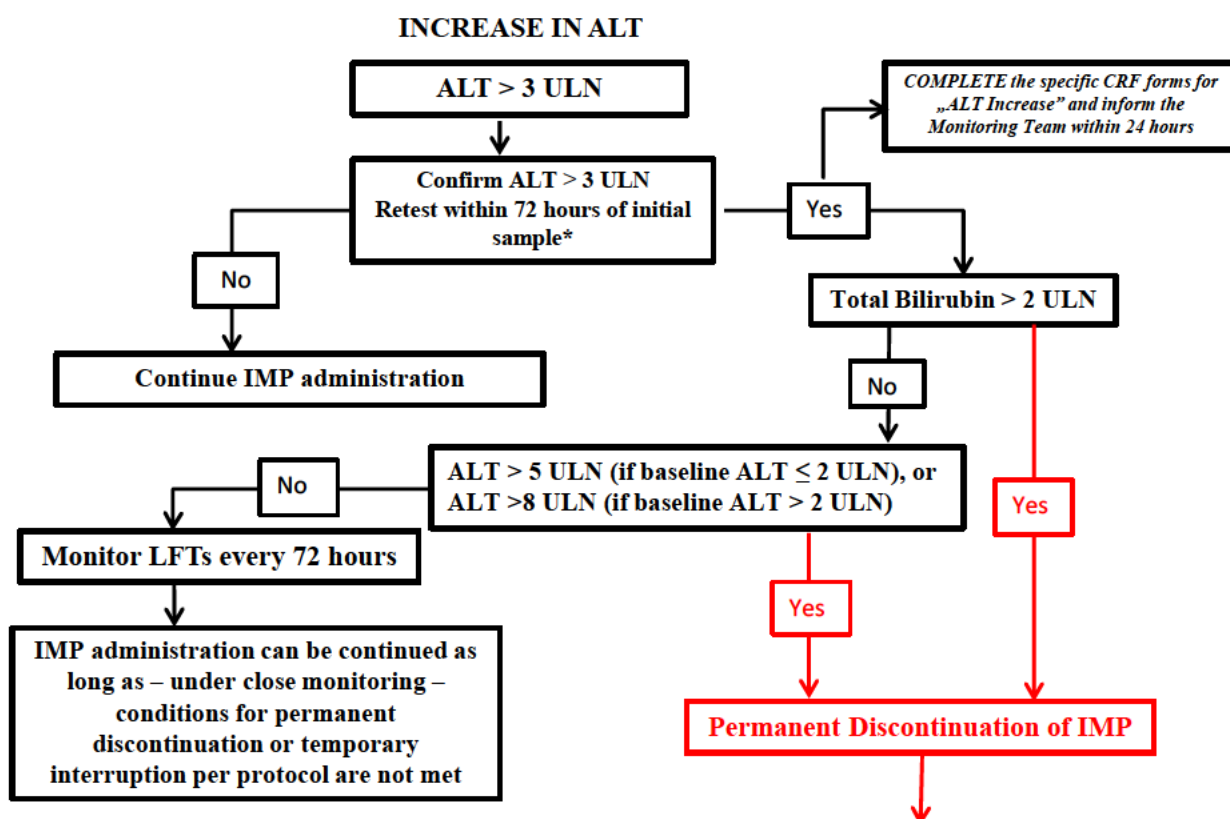 INCREASE IN ALT
ALT > 3 ULN
COMPLETE the specific CRF forms for
„ALT Increase” and inform the
Monitoring Team within 24 hours
Confirm ALT > 3 ULN
Retest within 72 hours of initial
sample*
Yes
No
Total Bilirubin > 2 ULN
Continue IMP administration
No
ALT > 5 ULN (if baseline ALT ≤ 2 ULN), or
ALT >8 ULN (if baseline ALT > 2 ULN)
No
Yes
Monitor LFTs every 72 hours
Yes
IMP administration can be continued as
long as – under close monitoring –
conditions for permanent
discontinuation or temporary
interruption per protocol are not met
Permanent Discontinuation of IMP